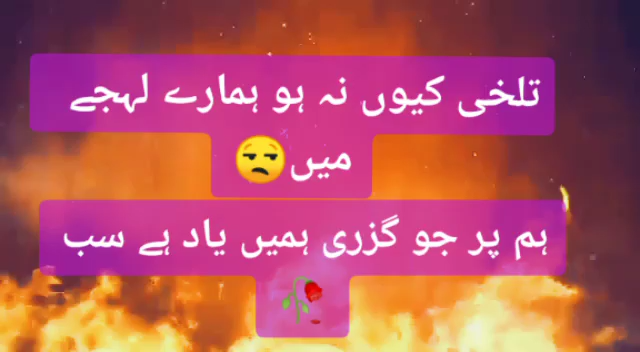 تلخی کیوں نہ ہو ہمارے لہجے
میں😒
ہم پر جو گزری ہمیں یاد ہے سب
🥀